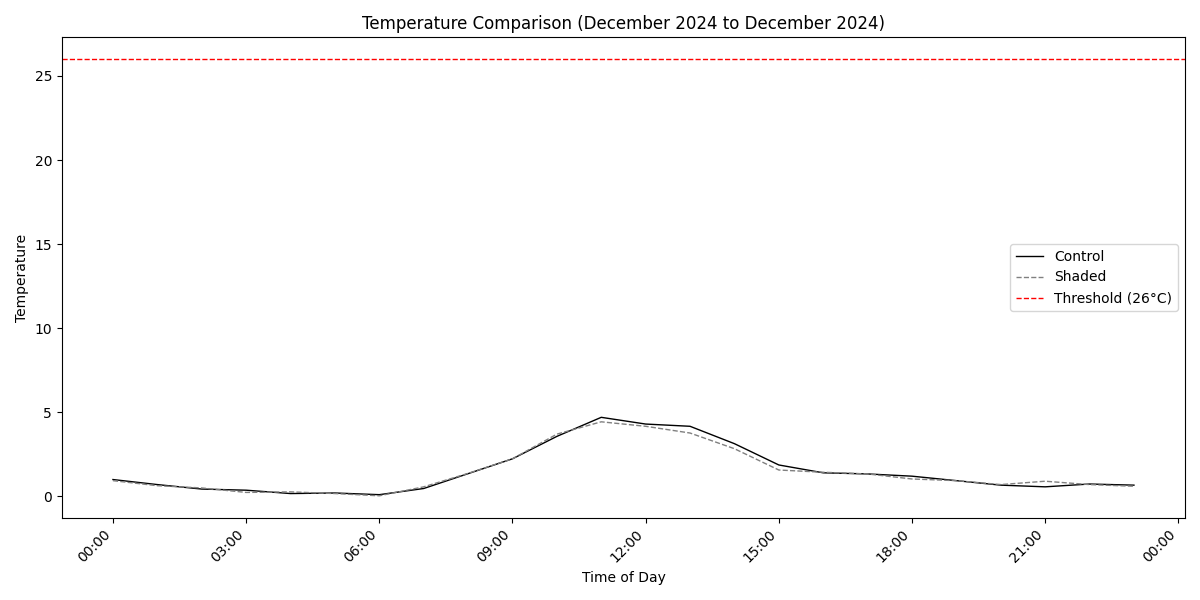 Temperature Comparison (December 2024 to December 2024)
25
20
15
10
5
0
Temperature
Control
Shaded
Threshold (26°C)
00:00
03:00
06:00
09:00
12:00
15:00
18:00
21:00
00:00
Time of Day